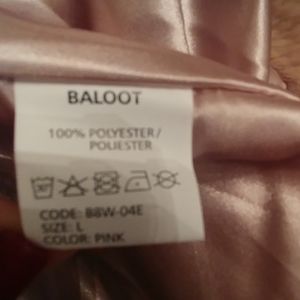 BALOOT
100% POLYESTER/
POLIESTER
CODE: B8W-04E
SIZE: L
COLOR: PINK